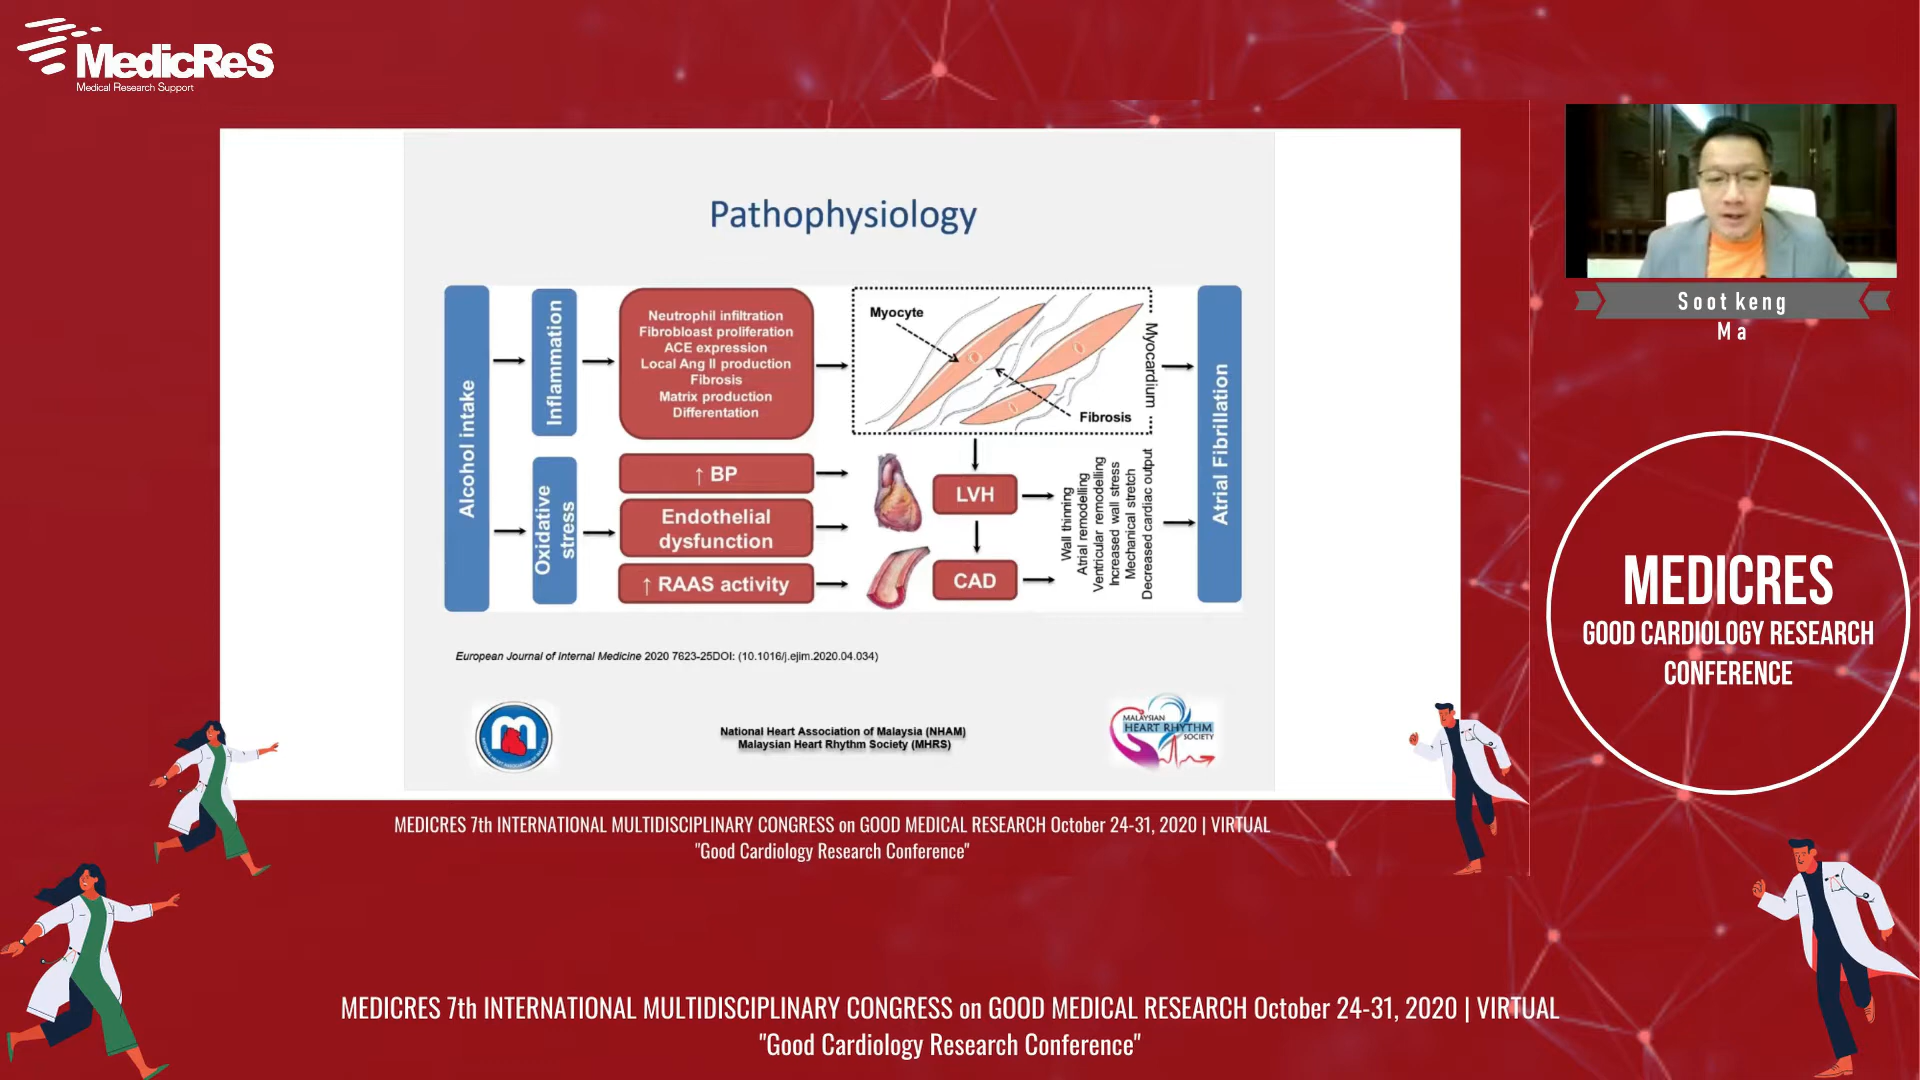 MedicReS
Medical Research Support
Pathophysiology
Alcohol intake
Inflammation
Oxidative
stress
Neutrophil infiltration
Fibrobloast proliferation
ACE expression
Local Ang II production
Fibrosis
Matrix production
Differentation
↑ BP
Endothelial
dysfunction
↑ RAAS activity
Myocyte
Fibrosis
Myocardium
LVH
CAD
Wall thinning
Atrial remodelling
Ventricular remodelling
Increased wall stress
Mechanical stretch
Decreased cardiac output
Atrial Fibrillation
European Journal of Internal Medicine 2020 7623-25DOI: (10.1016/j.ejim.2020.04.034)
National Heart Association of Malaysia (NHAM)
Malaysian Heart Rhythm Society (MHRS)
MALAYSIAN
HEART RHYTHM
SOCIETY
Soot keng
Ma
MEDICRES
GOOD CARDIOLOGY RESEARCH
CONFERENCE
MEDICRES 7th INTERNATIONAL MULTIDISCIPLINARY CONGRESS on GOOD MEDICAL RESEARCH October 24-31, 2020 | VIRTUAL
"Good Cardiology Research Conference"
MEDICRES 7th INTERNATIONAL MULTIDISCIPLINARY CONGRESS on GOOD MEDICAL RESEARCH October 24-31, 2020 | VIRTUAL
"Good Cardiology Research Conference"